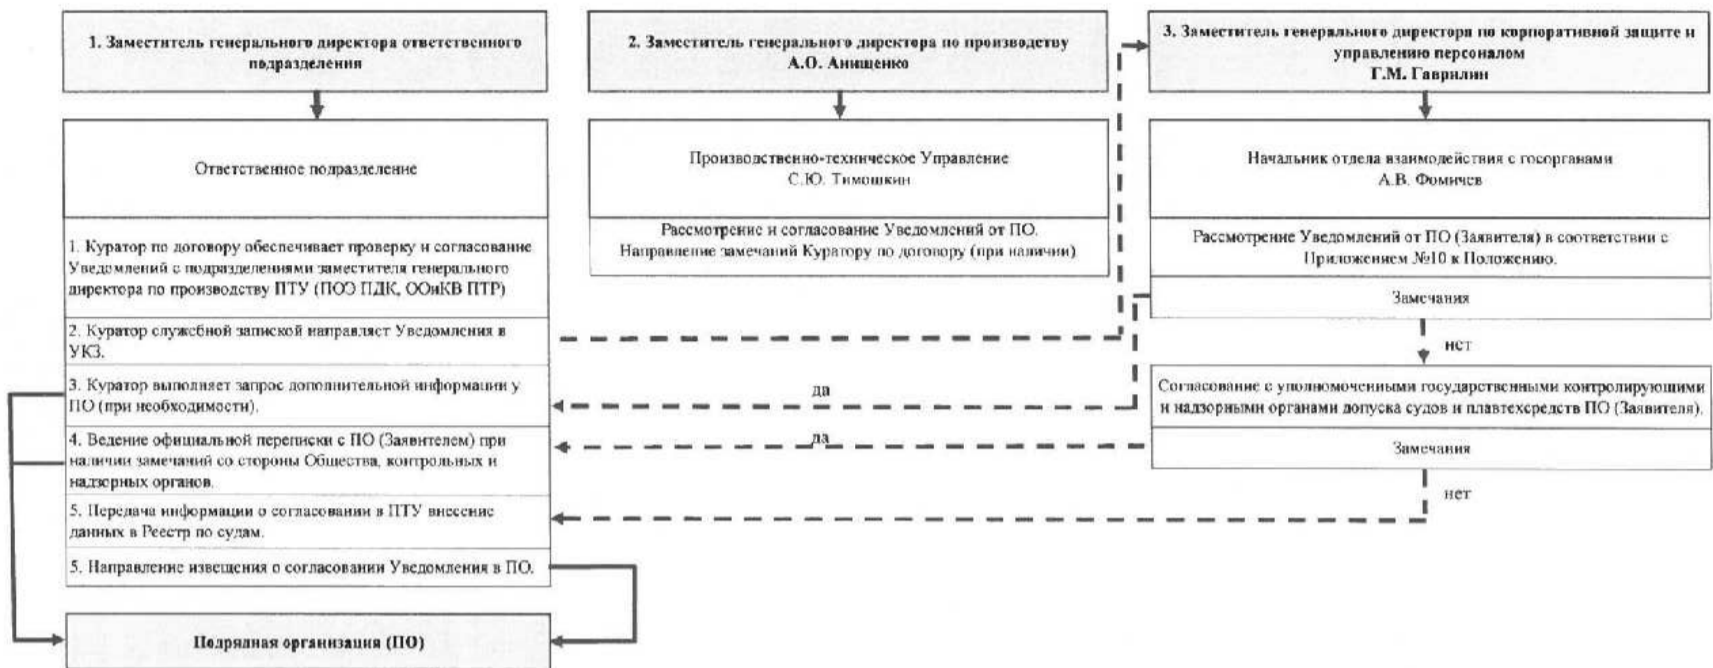 1. Заместитель генерального директора ответственного
подразделения
Ответственное подразделение
1. Куратор по договору обеспечивает проверку и согласование
Уведомлений с подразделениями заместителя генерального
директора по производству ПТУ (ПОЭ ПДК, ООиКВ ПТР)
2. Куратор служебной запиской направляет Уведомления в
УКЗ.
3. Куратор выполняет запрос дополнительной информации у
ПО (при необходимости).
4. Ведение официальной переписки с ПО (Заявителем) при
наличии замечаний со стороны Общества, контрольных и
надзорных органов.
5. Передача информации о согласовании в ПТУ внесение
данных в Реестр по судам.
5. Направление извещения о согласовании Уведомления в ПО.
Подрядная организация (ПО)
2. Заместитель генерального директора по производству
А.О. Анищенко
Производственно-техническое Управление
С.Ю. Тимошкин
Рассмотрение и согласование Уведомлений от ПО.
Направление замечаний Куратору по договору (при наличии)
3. Заместитель генерального директора по корпоративной защите и
управлению персоналом
Г.М. Гаврилин
Начальник отдела взаимодействия с госорганами
А.В. Фомичев
Рассмотрение Уведомлений от ПО (Заявителя) в соответствии с
Приложением №10 к Положению.
Замечания
нет
да
Согласование с уполномоченными государственными контролирующими
и надзорными органами допуска судов и плавтехсредств ПО (Заявителя).
да
Замечания
нет